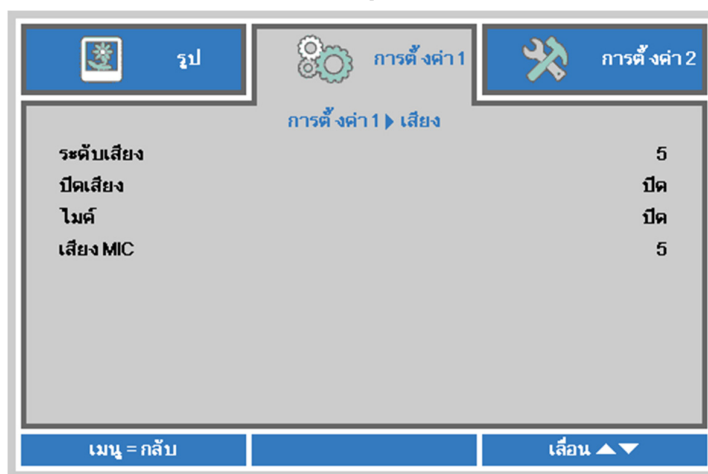 รูป
การตั้งค่า 1
การตั้งค่า 2
การตั้งค่า 1 ▶ เสียง
ระดับเสียง 5
ปิดเสียง ปิด
ไมค์ ปิด
เสียง MIC 5
เมนู = กลับ
เลื่อน ▲▼